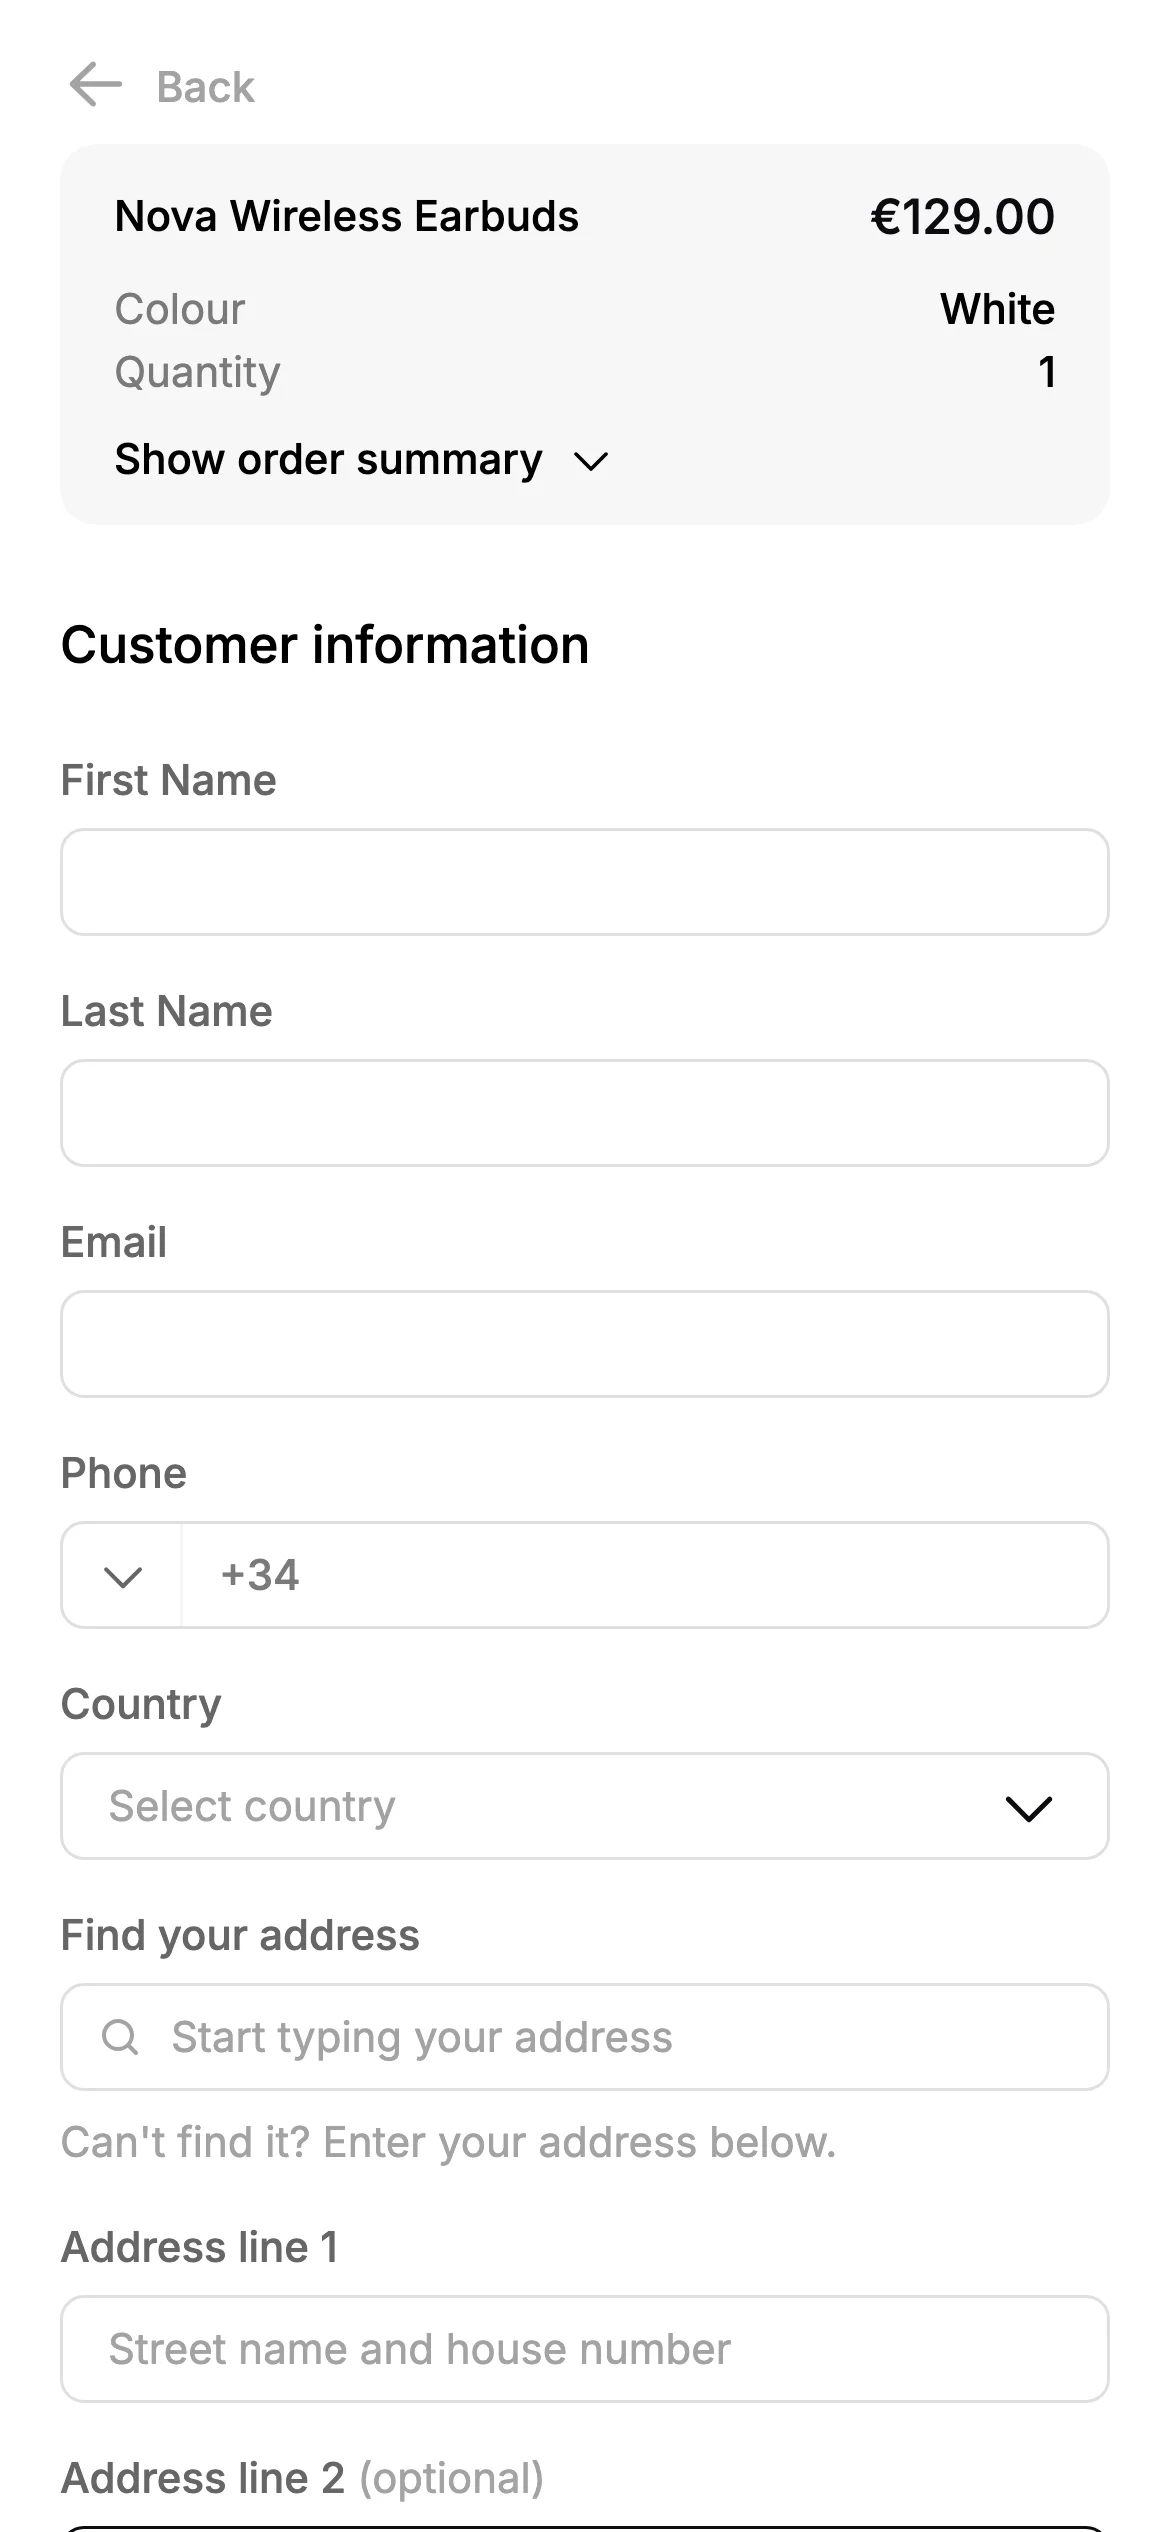 Back
Nova Wireless Earbuds €129.00
Colour White
Quantity 1
Show order summary
Customer information
First Name
Last Name
Email
Phone
+34
Country
Select country
Find your address
Start typing your address
Can't find it? Enter your address below.
Address line 1
Street name and house number
Address line 2 (optional)